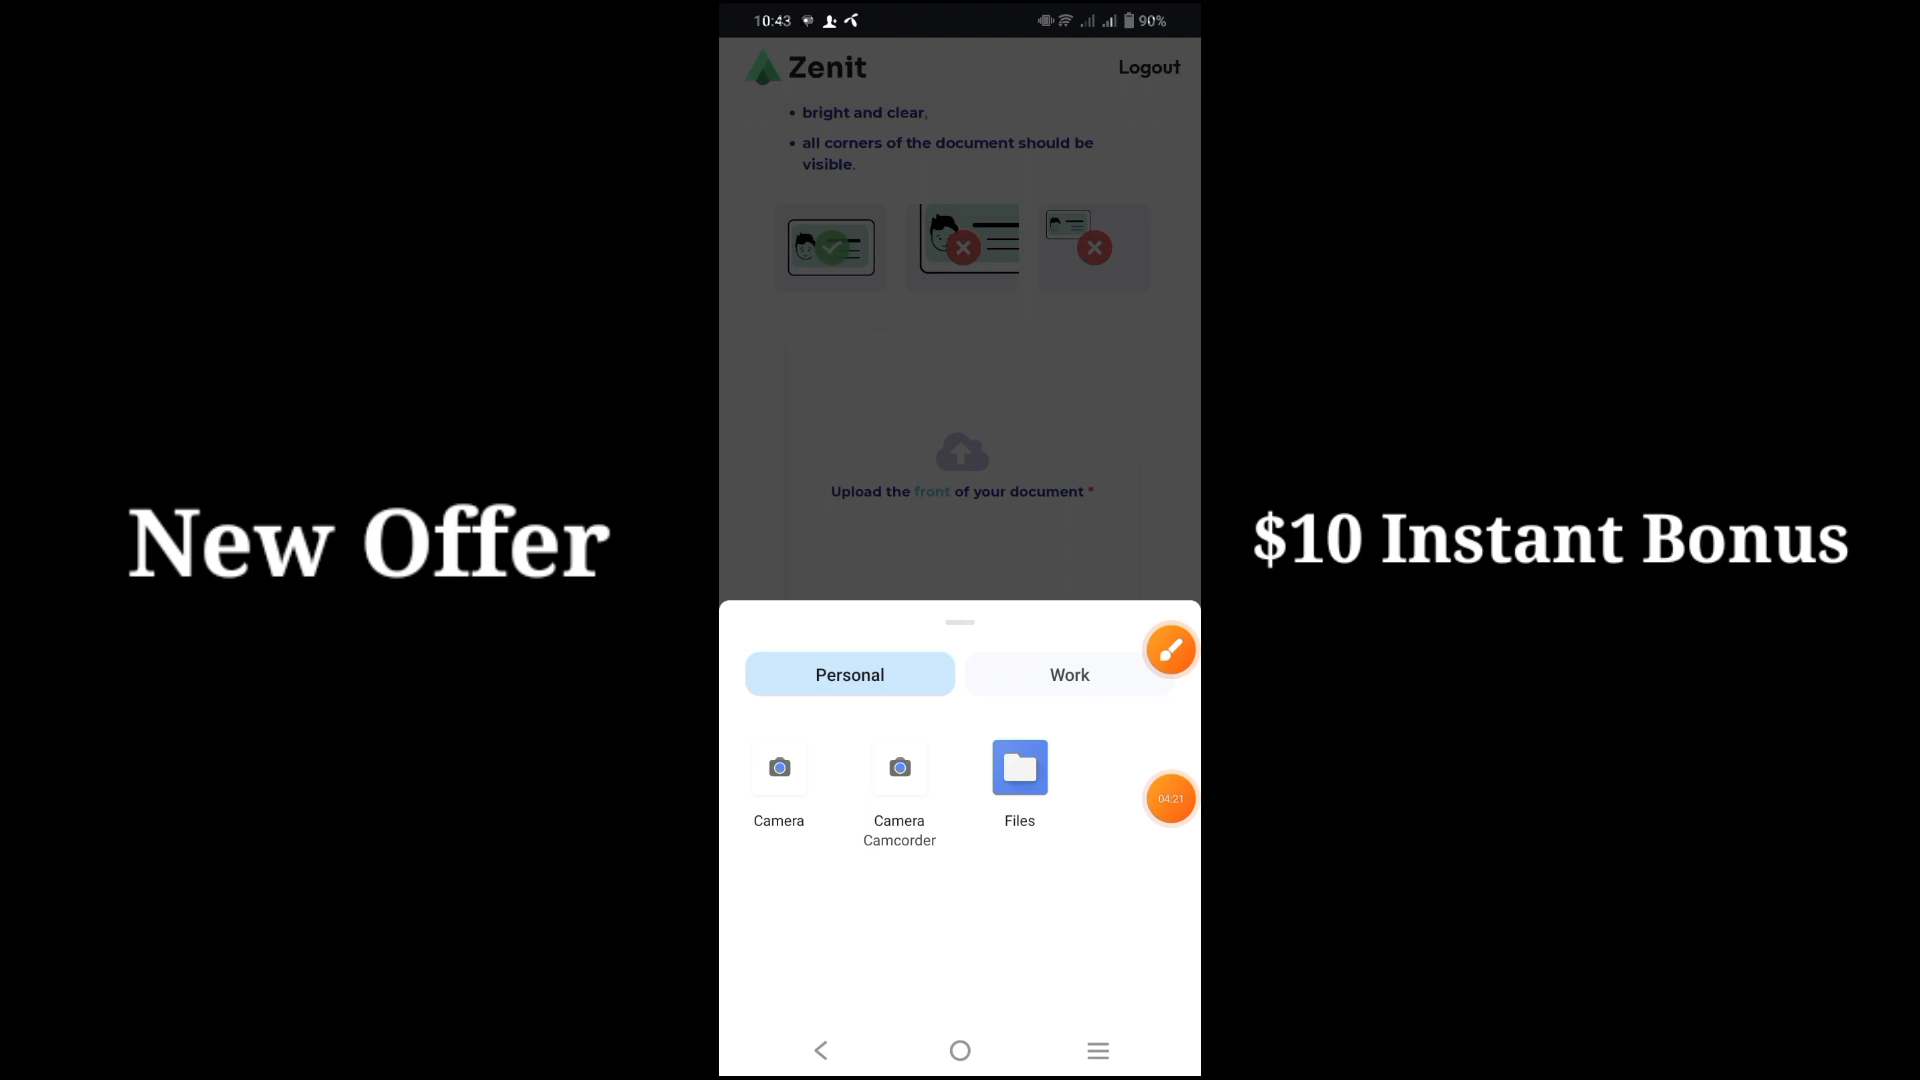 10:43
90%
Zenit
Logout
• bright and clear,
• all corners of the document should be
visible.
Upload the front of your document *
New Offer
$10 Instant Bonus
Personal
Work
Camera
Camera
Camcorder
Files
04:21